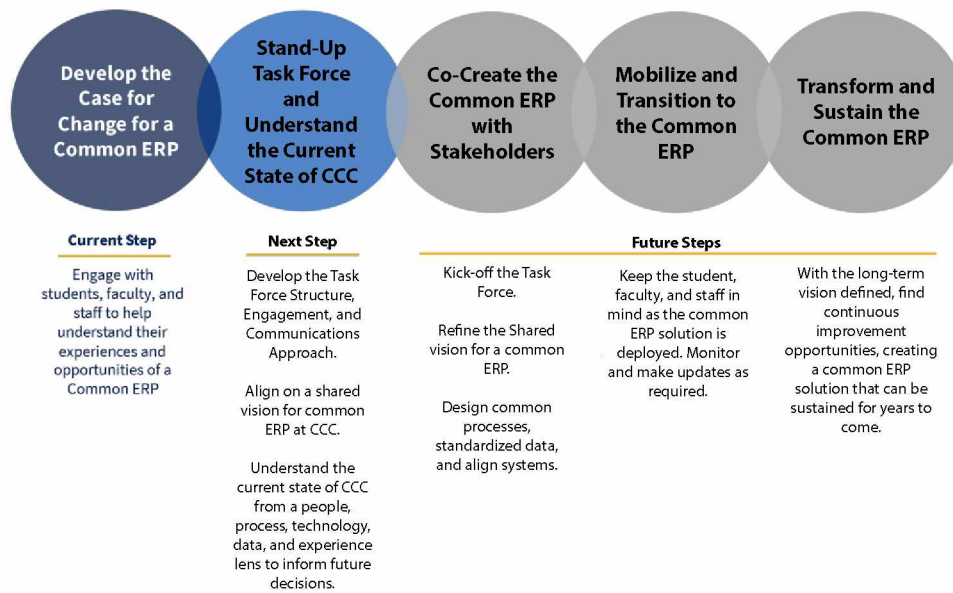 Develop the
Case for
Change for a
Common ERP
Stand-Up
Task Force
and
Understand
the Current
State of CCC
Co-Create the
Common ERP
with
Stakeholders
Mobilize and
Transition to
the Common
ERP
Transform and
Sustain the
Common ERP
Current Step
Engage with
students, faculty, and
staff to help
understand their
experiences and
opportunities of a
Common ERP
Next Step
Develop the Task
Force Structure,
Engagement, and
Communications
Approach.
Align on a shared
vision for common
ERP at CCC.
Understand the
current state of CCC
from a people,
process, technology,
data, and experience
lens to inform future
decisions.
Future Steps
Kick-off the Task
Force.
Refine the Shared
vision for a common
ERP.
Design common
processes,
standardized data,
and align systems.
Keep the student,
faculty, and staff in
mind as the common
ERP solution is
deployed. Monitor
and make updates as
required.
With the long-term
vision defined, find
continuous
improvement
opportunities, creating
a common ERP
solution that can be
sustained for years to
come.